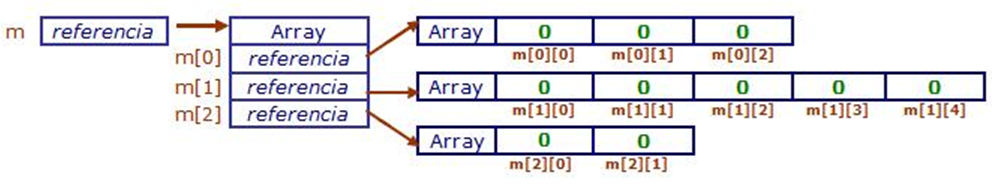 m referencia Array Array 0 0 0
m[0] referencia m[0][0] m[0][1] m[0][2]
m[1] referencia Array 0 0 0 0 0
m[1][0] m[1][1] m[1][2] m[1][3] m[1][4]
m[2] referencia
Array 0 0
m[2][0] m[2][1]